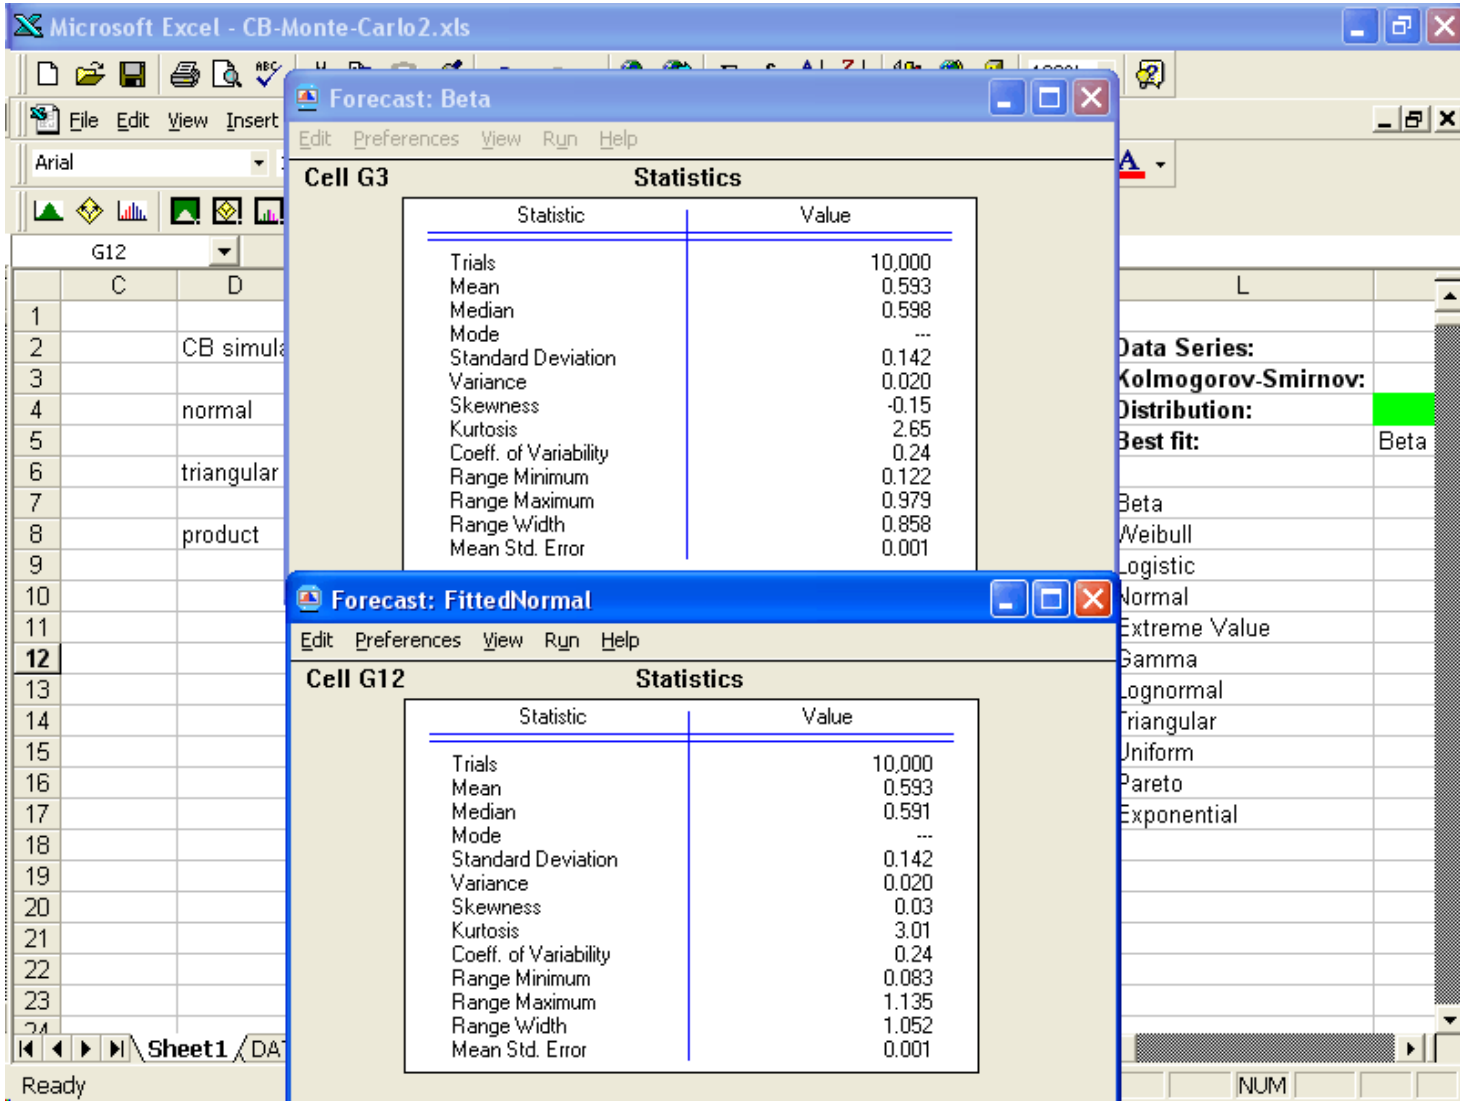 Microsoft Excel - CB-Monte-Carlo2.xls
ABC
File Edit View Insert
Arial
A
G12
C D L
1
2 CB simula Data Series:
3 Kolmogorov-Smirnov:
4 normal Distribution:
5 Best fit: Beta
6 triangular
7 Beta
8 product Weibull
9 Logistic
10 Normal
11 Extreme Value
12 Gamma
13 Lognormal
14 Triangular
15 Uniform
16 Pareto
17 Exponential
18
19
20
21
22
23
24
Sheet1 DAT
Ready NUM
Forecast: Beta
Edit Preferences View Run Help
Cell G3 Statistics
Statistic Value
Trials 10,000
Mean 0.593
Median 0.598
Mode ---
Standard Deviation 0.142
Variance 0.020
Skewness -0.15
Kurtosis 2.65
Coeff. of Variability 0.24
Range Minimum 0.122
Range Maximum 0.979
Range Width 0.858
Mean Std. Error 0.001
Forecast: FittedNormal
Edit Preferences View Run Help
Cell G12 Statistics
Statistic Value
Trials 10,000
Mean 0.593
Median 0.591
Mode ---
Standard Deviation 0.142
Variance 0.020
Skewness 0.03
Kurtosis 3.01
Coeff. of Variability 0.24
Range Minimum 0.083
Range Maximum 1.135
Range Width 1.052
Mean Std. Error 0.001